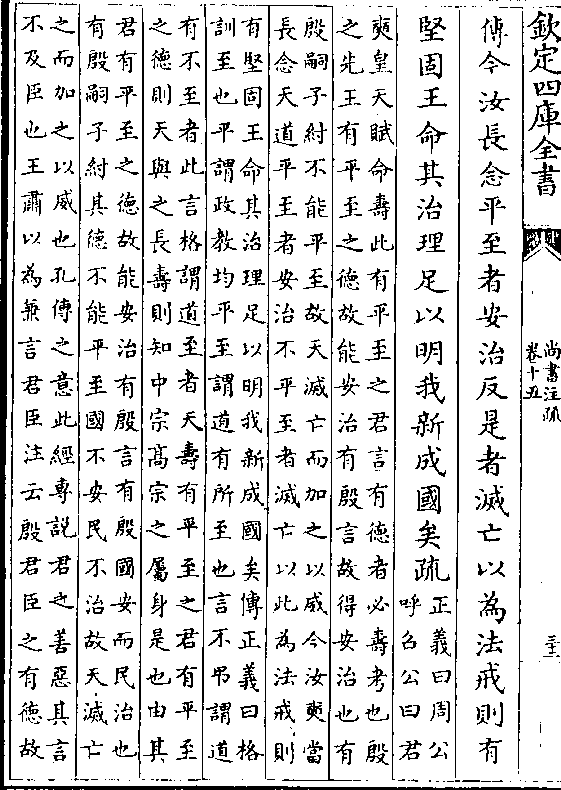 欽定四庫全書
尚書注疏
卷十五
傳今汝長念平至者安治反是者滅亡以為法戒則有
堅固王命其治理足以明我新成國矣疏
正義曰周公
呼召公曰君
奭皇天賦命壽此有平至之君言有德者必壽考也殷
之先王有平至之德故能安治有殷言故得安治也有
殷嗣子紂不能平至故天滅亡而加之以威今汝奭當
長念天道平至者安治不平至者滅亡以此為法戒則
有堅固王命其治理足以明我新成國矣傳正義曰格
訓至也平謂政教均平至謂道有所至也言不弔謂道
有不至者此言格謂道至者天壽有平至之君有平至
之德則天與之長壽則知中宗高宗之屬身是也由其
君有平至之德故能安治有殷言有殷國安而民治也
有殷嗣子紂其德不能平至國不安民不治故天滅亡
之而加之以威也孔傳之意此經專說君之善惡其言
不及臣也王肅以為兼言君臣注云殷君臣之有德故